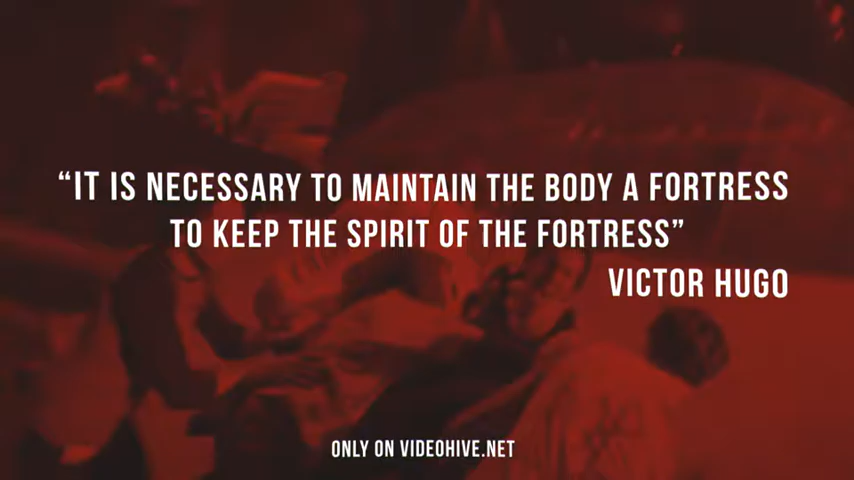 “IT IS NECESSARY TO MAINTAIN THE BODY A FORTRESS
TO KEEP THE SPIRIT OF THE FORTRESS”
VICTOR HUGO
ONLY ON VIDEOHIVE.NET